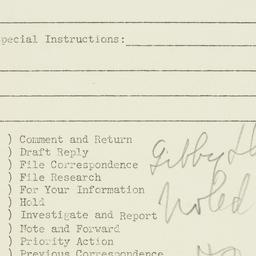 pecial Instructions:
) Comment and Return
) Draft Reply
) File Correspondence
) File Research
) For Your Information
) Hold
) Investigate and Report
) Note and Forward
) Priority Action
) Previous Correspondence
Noted